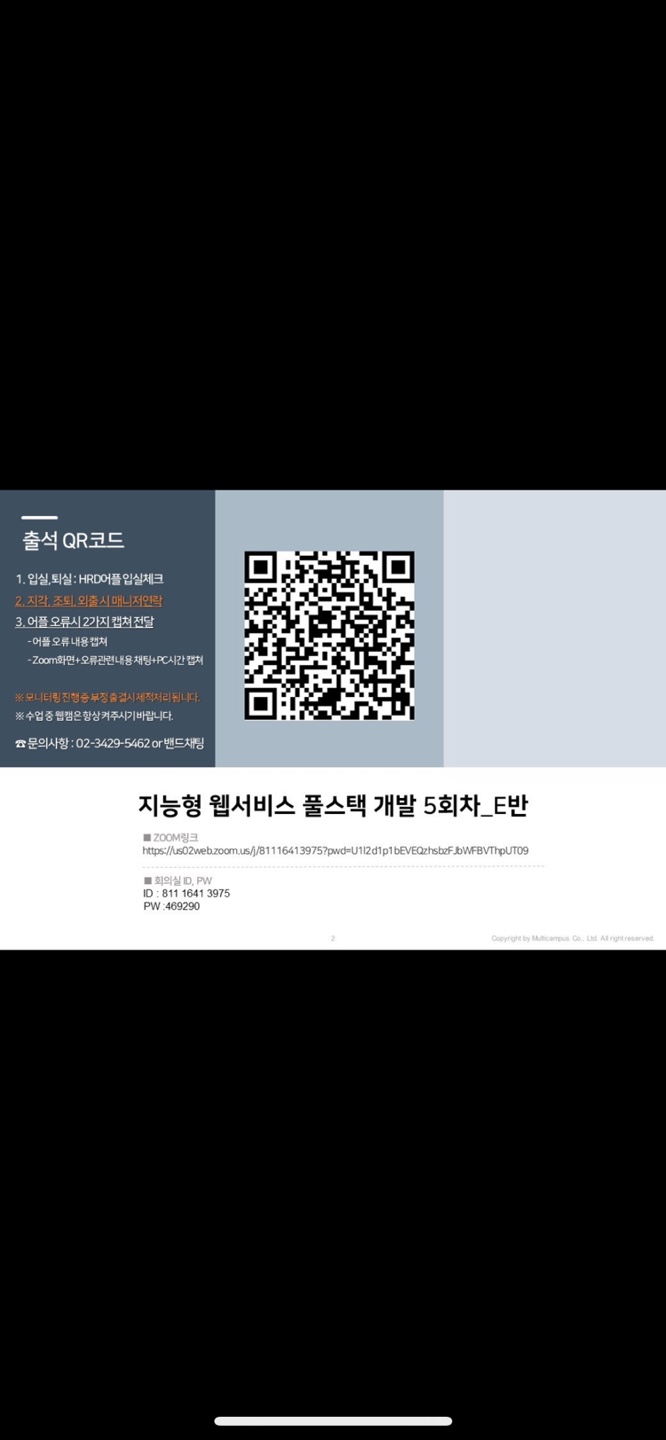 출석 QR코드
1. 입실,퇴실 : HRD어플 입실체크
2. 지각, 조퇴, 외출 시 매니저연락
3. 어플 오류시 2가지 캡쳐 전달
- 어플 오류 내용 캡쳐
- Zoom화면+오류관련 내용 채팅+PC시간 캡쳐
※ 모니터링 진행 중 부정 출결시 제적처리 됩니다.
※ 수업 중 웹캠은 항상 켜주시기 바랍니다.
☎ 문의사항 : 02-3429-5462 or 밴드채팅
지능형 웹서비스 풀스택 개발 5회차_E반
■ ZOOM링크
https://us02web.zoom.us/j/81116413975?pwd=U1I2d1p1bEVEQzhsbzFJbWFBVThpUT09
■ 회의실 ID, PW
ID : 811 1641 3975
PW :469290
2
Copyright by Multicampus Co., Ltd. All right reserved.